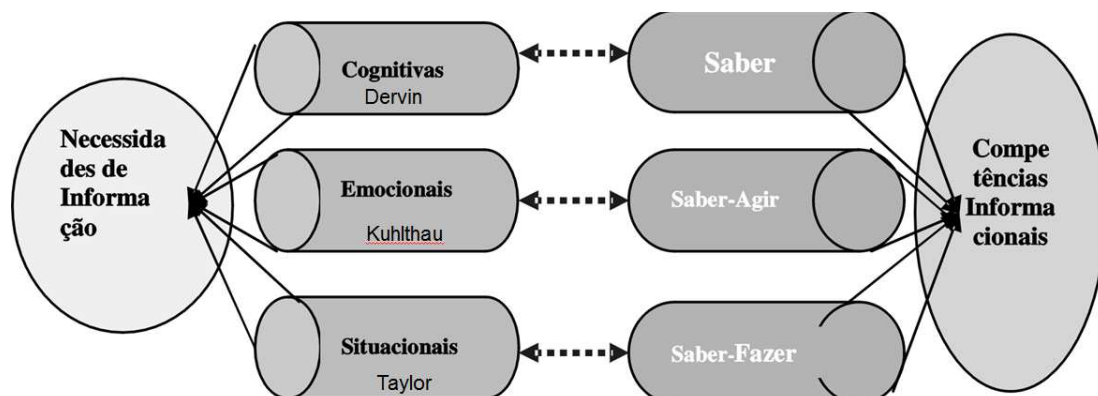 Necessida
des de
Informa
ção
Cognitivas
Dervin
Emocionais
Kuhlthau
Situacionais
Taylor
Saber
Saber-Agir
Saber-Fazer
Compe
tências
Informa
cionais